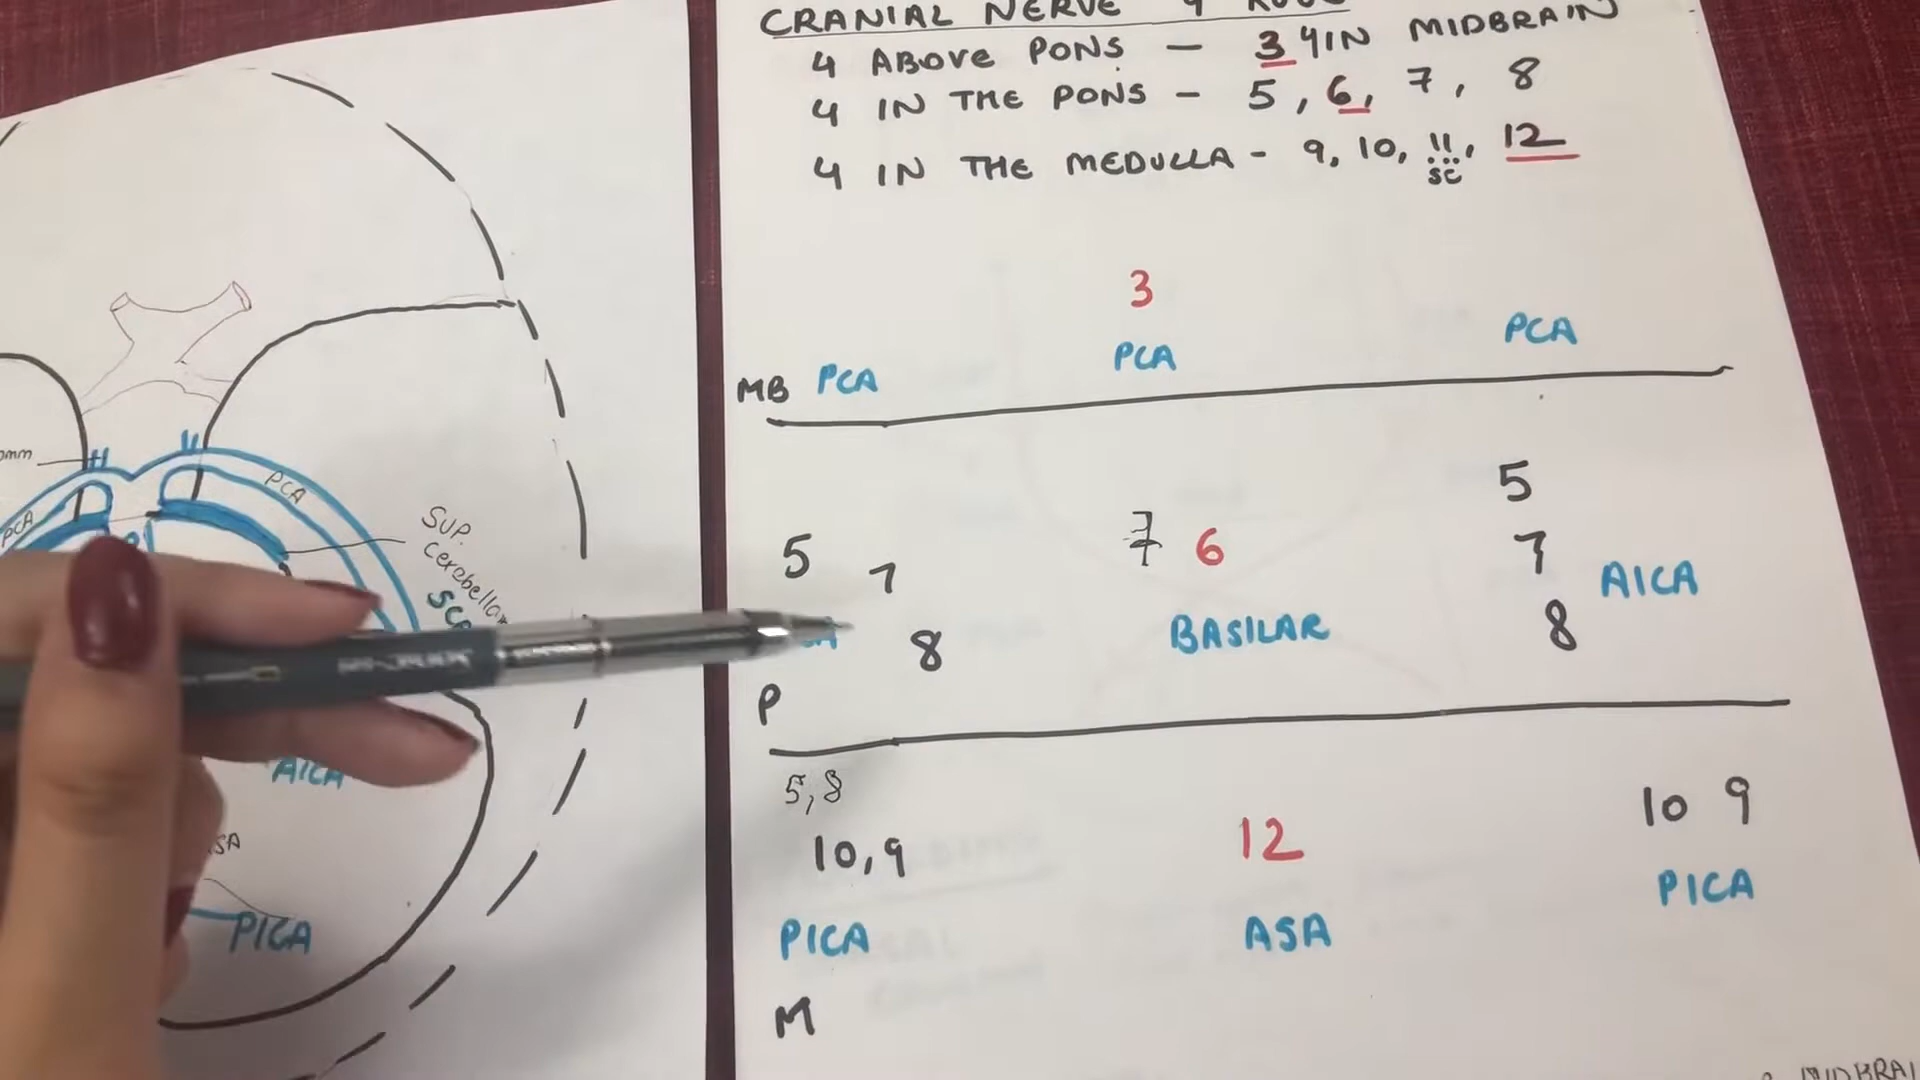 CRANIAL NERVE 4
4 ABOVE PONS - 3 4 IN MIDBRAIN
4 IN THE PONS - 5, 6, 7, 8
4 IN THE MEDULLA - 9, 10, 11, 12
SC
3
MB PCA PCA PCA
5 7 8
7 6
BASILAR
5
7
8
AICA
P
5,8
10,9
12
10 9
PICA ASA PICA
M
PCA
PCA
SUP.
cerebellar
AICA
PICA